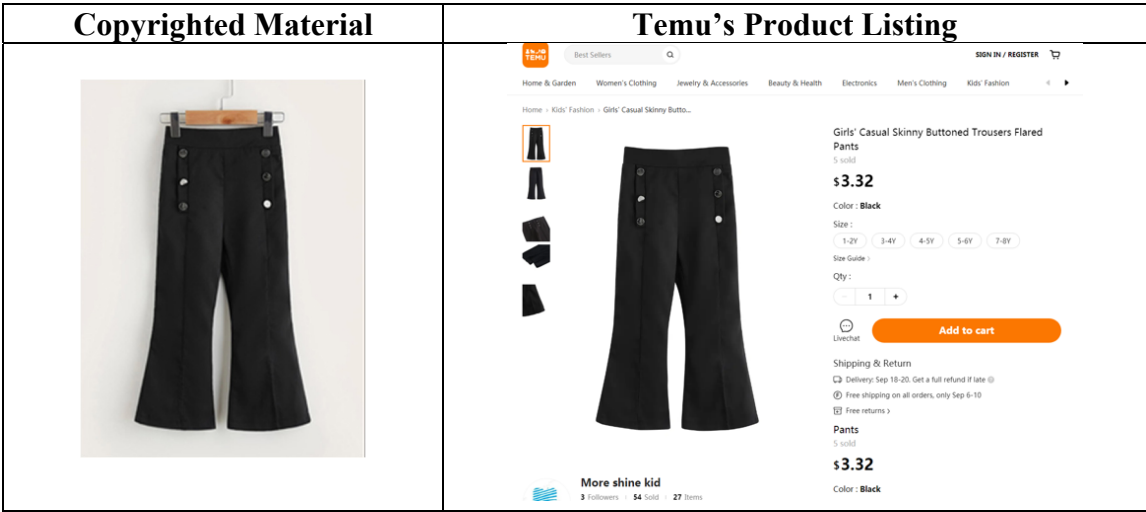 Copyrighted Material
Temu's Product Listing
TEMU
Best Sellers
SIGN IN / REGISTER
Home & Garden Women's Clothing Jewelry & Accessories Beauty & Health Electronics Men's Clothing Kids' Fashion
Home › Kids' Fashion › Girls' Casual Skinny Butto...
Girls' Casual Skinny Buttoned Trousers Flared
Pants
5 sold
$3.32
Color : Black
Size :
1-2Y 3-4Y 4-5Y 5-6Y 7-8Y
Size Guide ›
Qty :
− 1 +
Livechat
Add to cart
Shipping & Return
Delivery: Sep 18-20. Get a full refund if late
Free shipping on all orders, only Sep 6-10
Free returns ›
Pants
5 sold
$3.32
Color : Black
More shine kid
3 Followers 54 Sold 27 Items